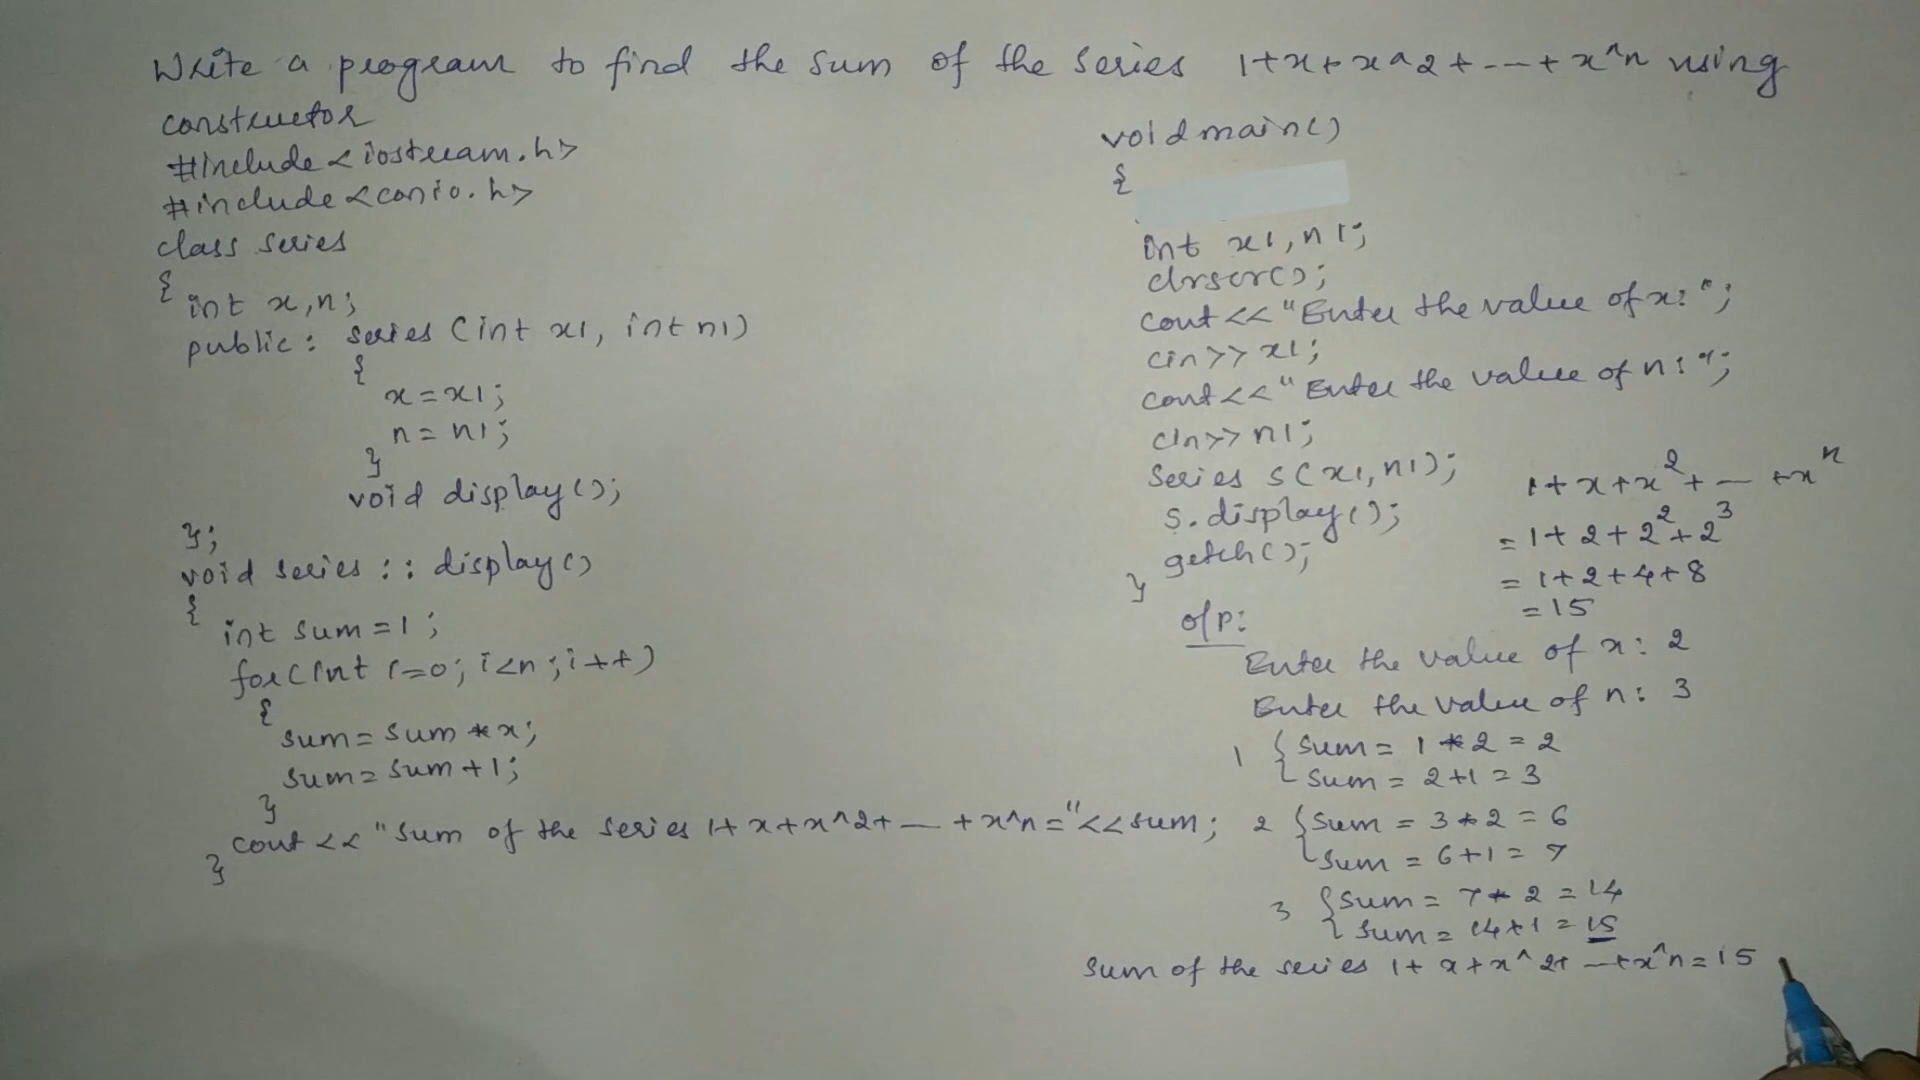 Write a program to find the sum of the series 1+x+x^2+---+x^n using
constructor
#include<iostream.h>
#include<conio.h>
class series
{
int x,n;
public: series (int x1, int n1)
{
x=x1;
n=n1;
}
void display();
};
void series::display()
{
int sum=1;
for(int i=0;i<n;i++)
{
sum=sum*x;
sum=sum+1;
}
cout<<"Sum of the series 1+x+x^2+--+x^n="<<sum;
}
void main()
{
int x1,n1;
clrscr();
cout<<"Enter the value of x:";
cin>>x1;
cout<<"Enter the value of n:";
cin>>n1;
series s(x1,n1);
s.display();
getch();
}
1+x+x²+--+xⁿ
=1+2+2²+2³
=1+2+4+8
=15
o/p:
Enter the value of x: 2
Enter the value of n: 3
1 { sum=1*2=2
sum=2+1=3
2 { sum=3*2=6
sum=6+1=7
3 { sum=7*2=14
sum=14+1=15
Sum of the series 1+x+x^2+--+x^n=15